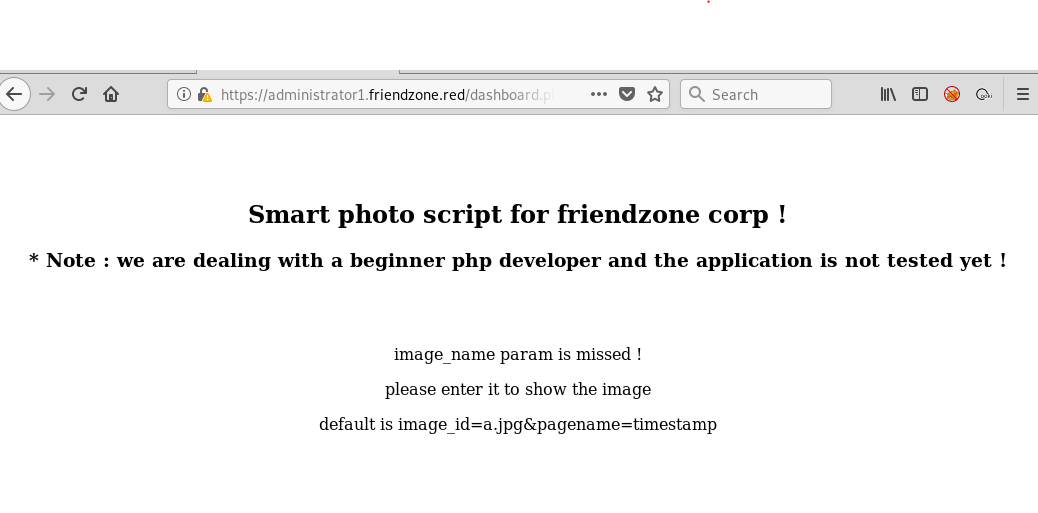 https://administrator1.friendzone.red/dashboard.p
Search
Smart photo script for friendzone corp !
* Note : we are dealing with a beginner php developer and the application is not tested yet !
image_name param is missed !
please enter it to show the image
default is image_id=a.jpg&pagename=timestamp